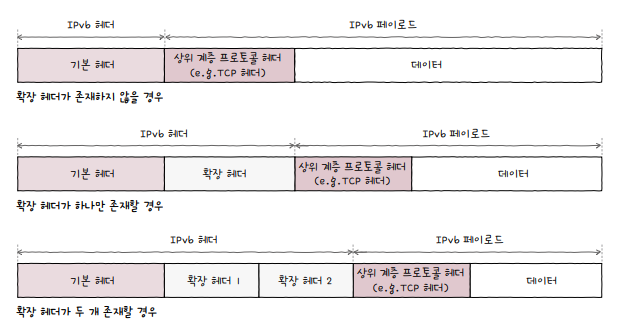 IPv6 헤더
IPv6 페이로드
기본 헤더
상위 계층 프로토콜 헤더
(e.g.TCP 헤더)
데이터
확장 헤더가 존재하지 않을 경우
IPv6 헤더
IPv6 페이로드
기본 헤더
확장 헤더
상위 계층 프로토콜 헤더
(e.g.TCP 헤더)
데이터
확장 헤더가 하나만 존재할 경우
IPv6 헤더
IPv6 페이로드
기본 헤더
확장 헤더 1
확장 헤더 2
상위 계층 프로토콜 헤더
(e.g.TCP 헤더)
데이터
확장 헤더가 두 개 존재할 경우